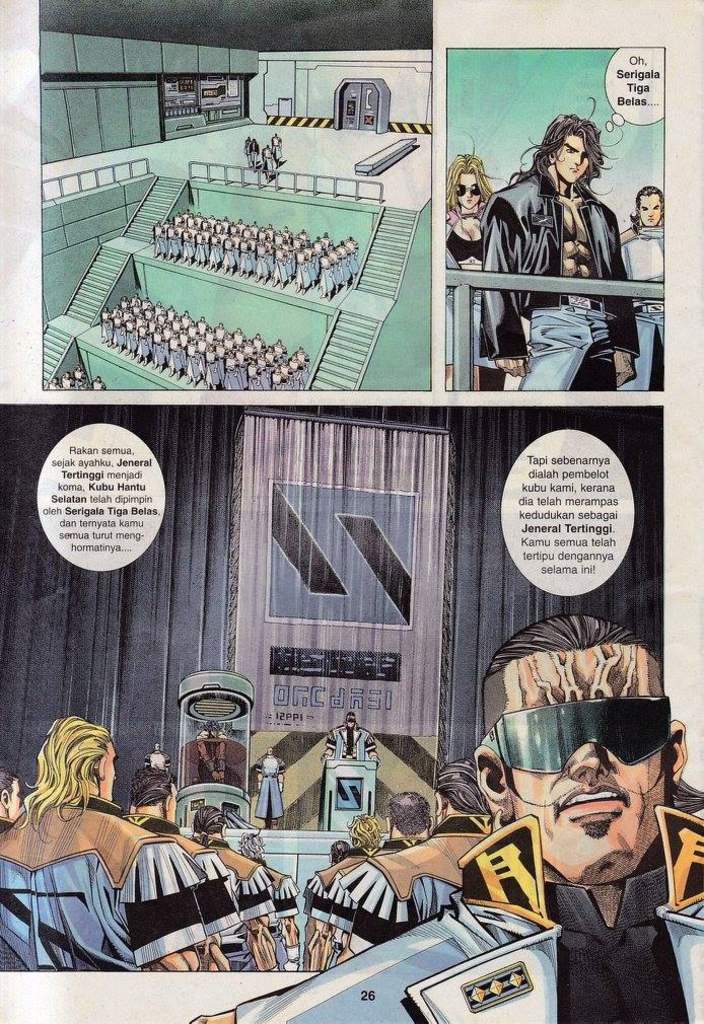 Oh,
Serigala
Tiga
Belas....
Rakan semua,
sejak ayahku, Jeneral
Tertinggi menjadi
koma, Kubu Hantu
Selatan telah dipimpin
oleh Serigala Tiga Belas,
dan ternyata kamu
semua turut meng-
hormatinya....
Tapi sebenarnya
dialah pembelot
kubu kami, kerana
dia telah merampas
kedudukan sebagai
Jeneral Tertinggi.
Kamu semua telah
tertipu dengannya
selama ini!
26